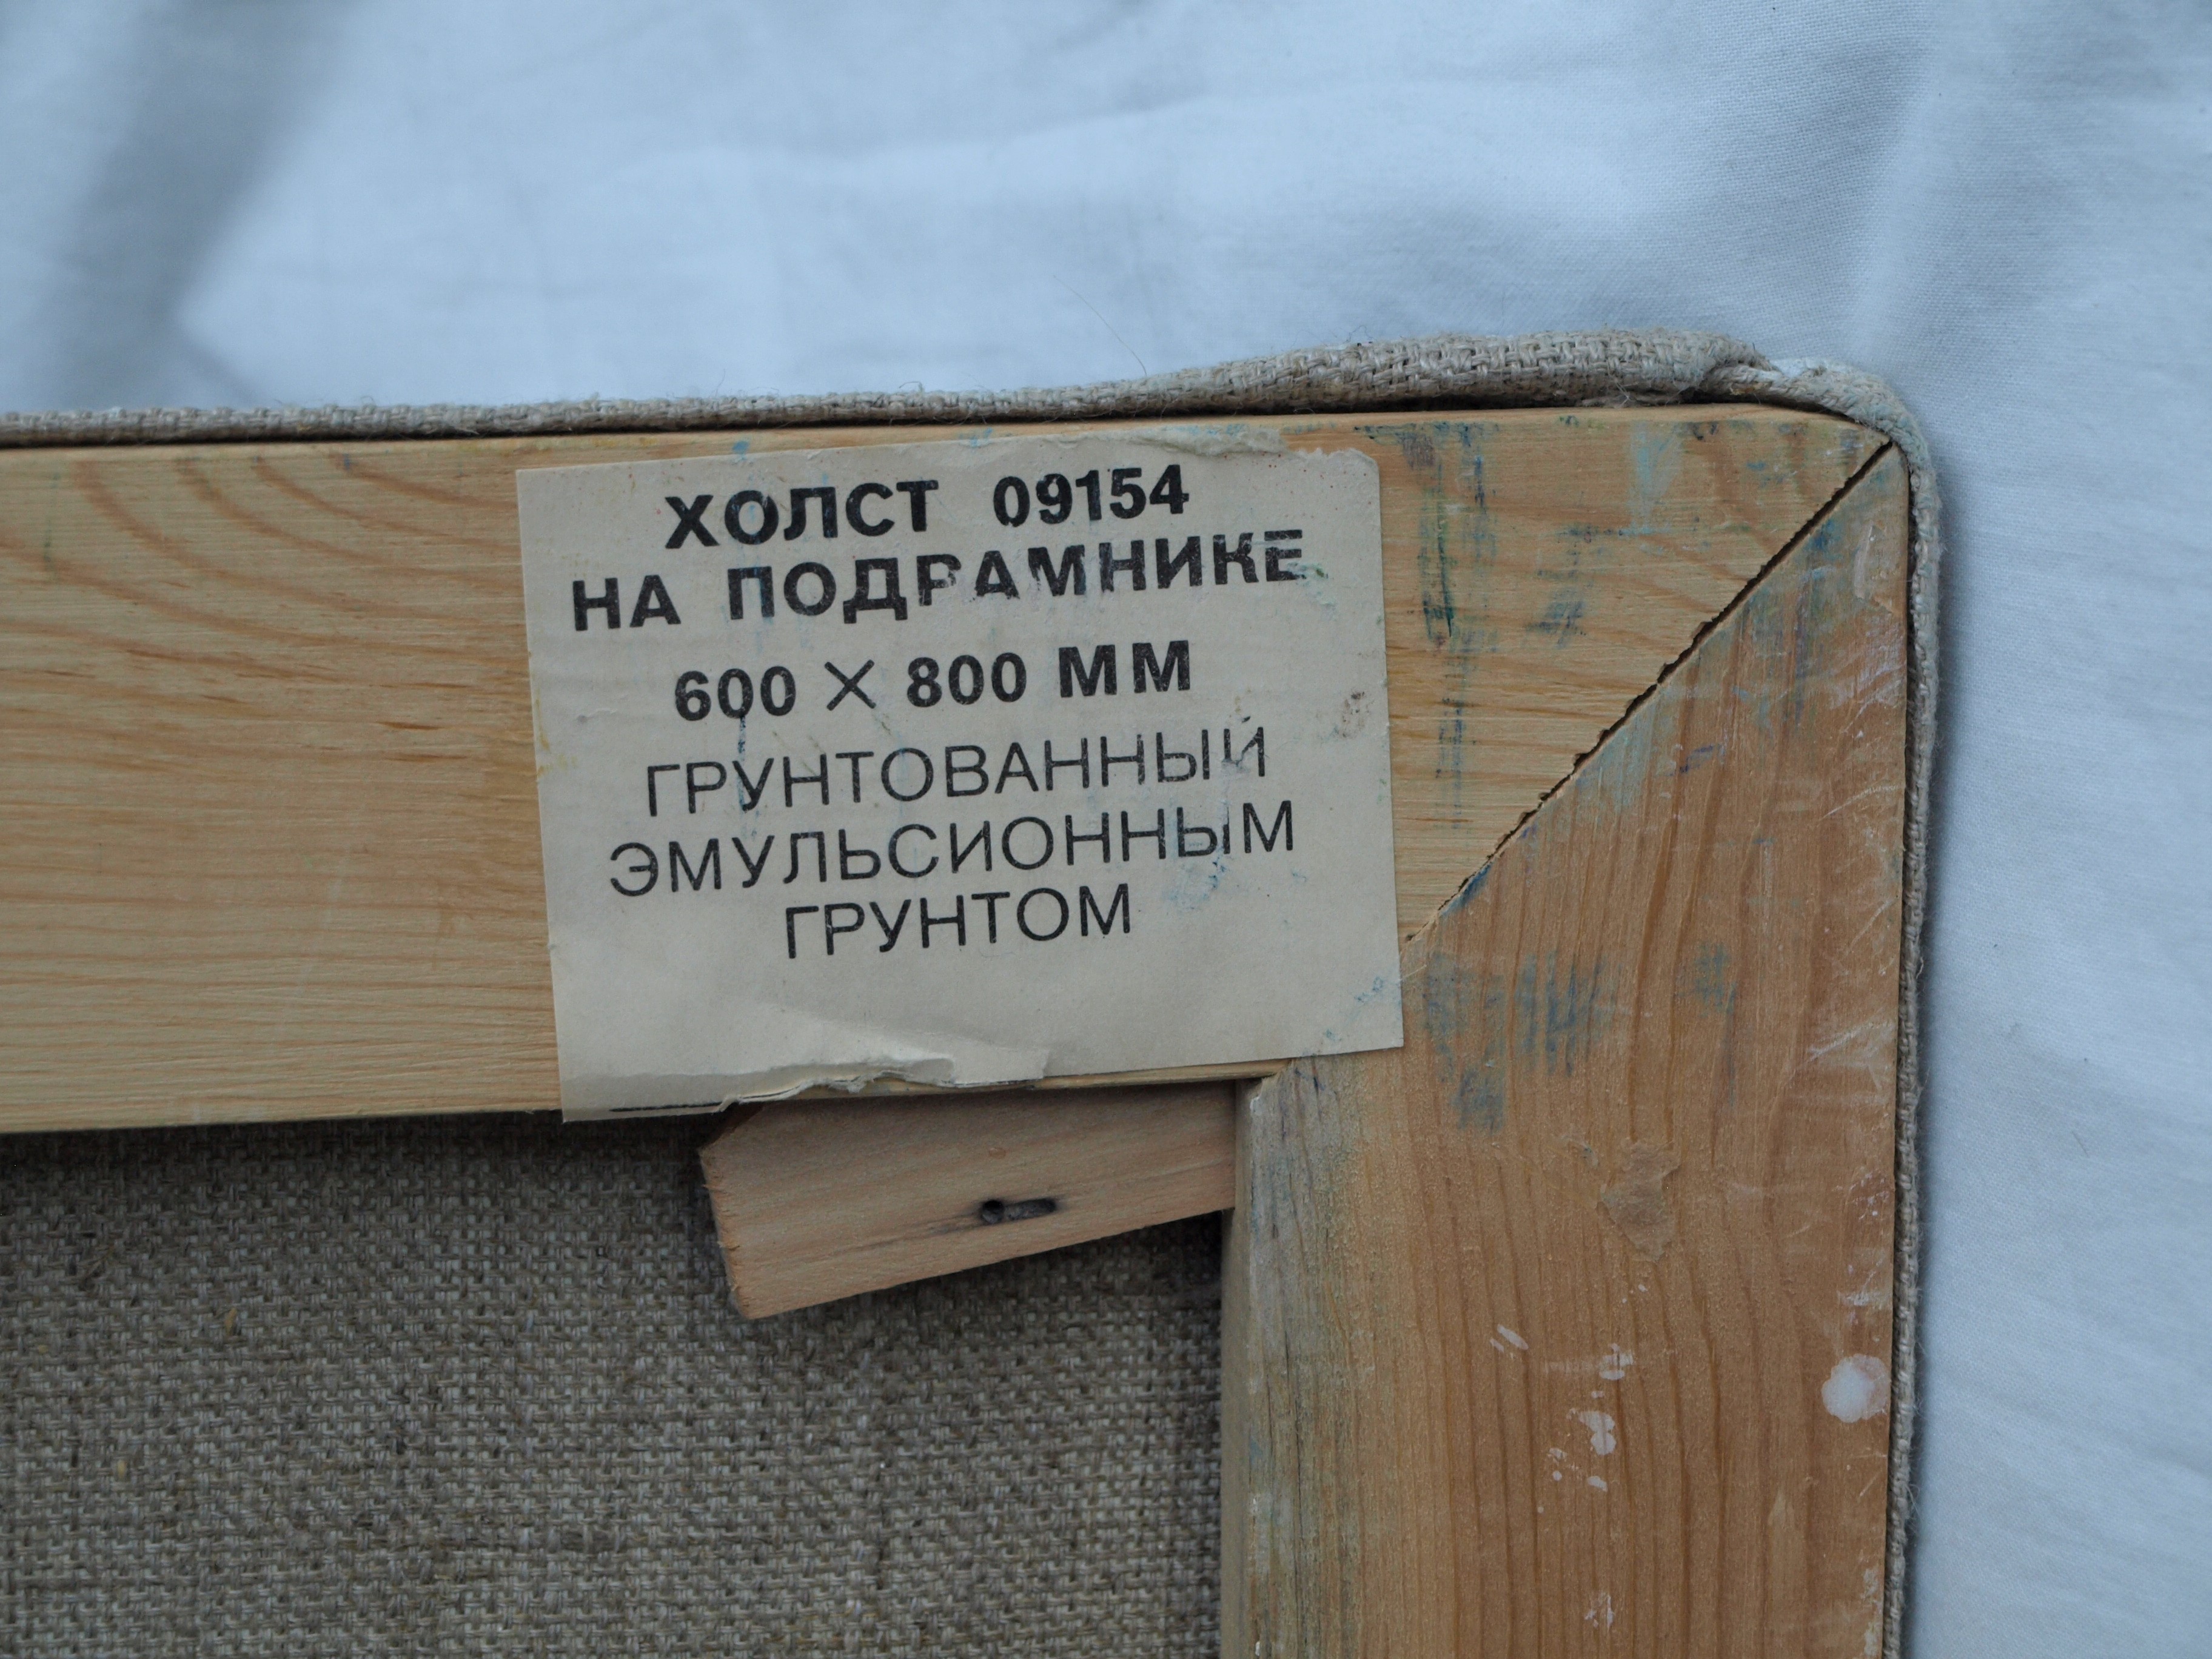 ХОЛСТ 09154
НА ПОДРАМНИКЕ
600 × 800 ММ
ГРУНТОВАННЫЙ
ЭМУЛЬСИОННЫМ
ГРУНТОМ